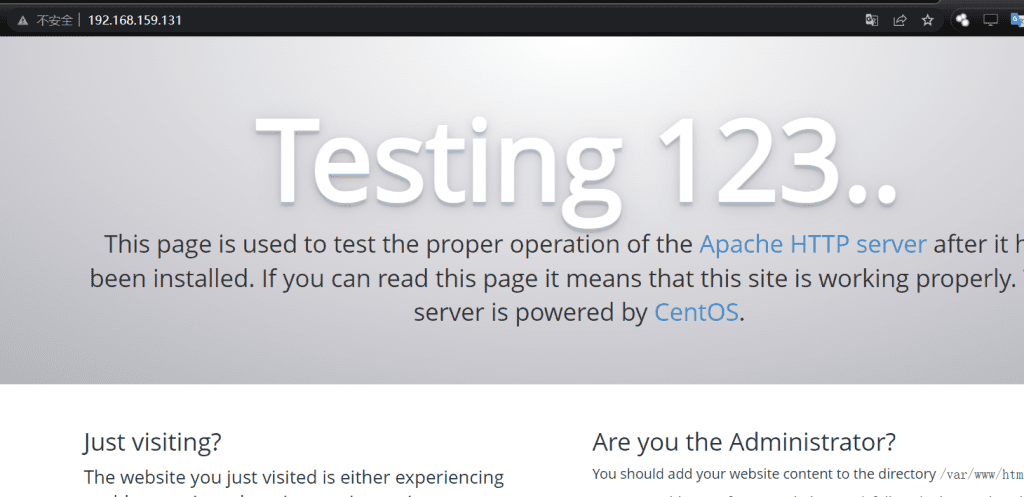 不安全 192.168.159.131
Testing 123..
This page is used to test the proper operation of the Apache HTTP server after it
been installed. If you can read this page it means that this site is working properly.
server is powered by CentOS.
Just visiting?
The website you just visited is either experiencing
Are you the Administrator?
You should add your website content to the directory /var/www/htm